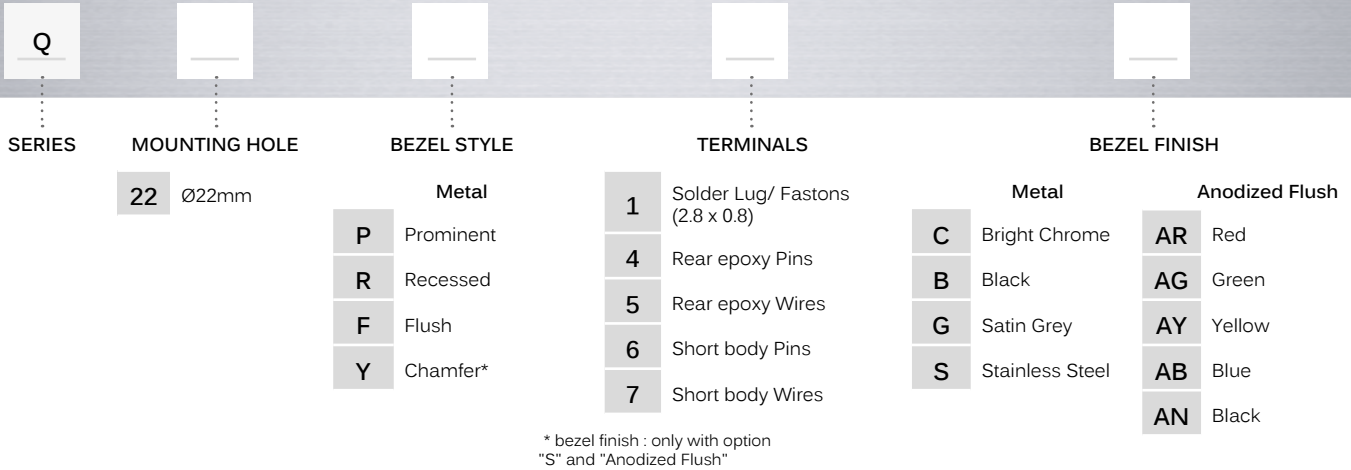 Q
SERIES
MOUNTING HOLE
22 Ø22mm
BEZEL STYLE
Metal
P Prominent
R Recessed
F Flush
Y Chamfer*
TERMINALS
1 Solder Lug/ Fastons
(2.8 x 0.8)
4 Rear epoxy Pins
5 Rear epoxy Wires
6 Short body Pins
7 Short body Wires
* bezel finish : only with option
"S" and "Anodized Flush"
BEZEL FINISH
Metal
C Bright Chrome
B Black
G Satin Grey
S Stainless Steel
Anodized Flush
AR Red
AG Green
AY Yellow
AB Blue
AN Black